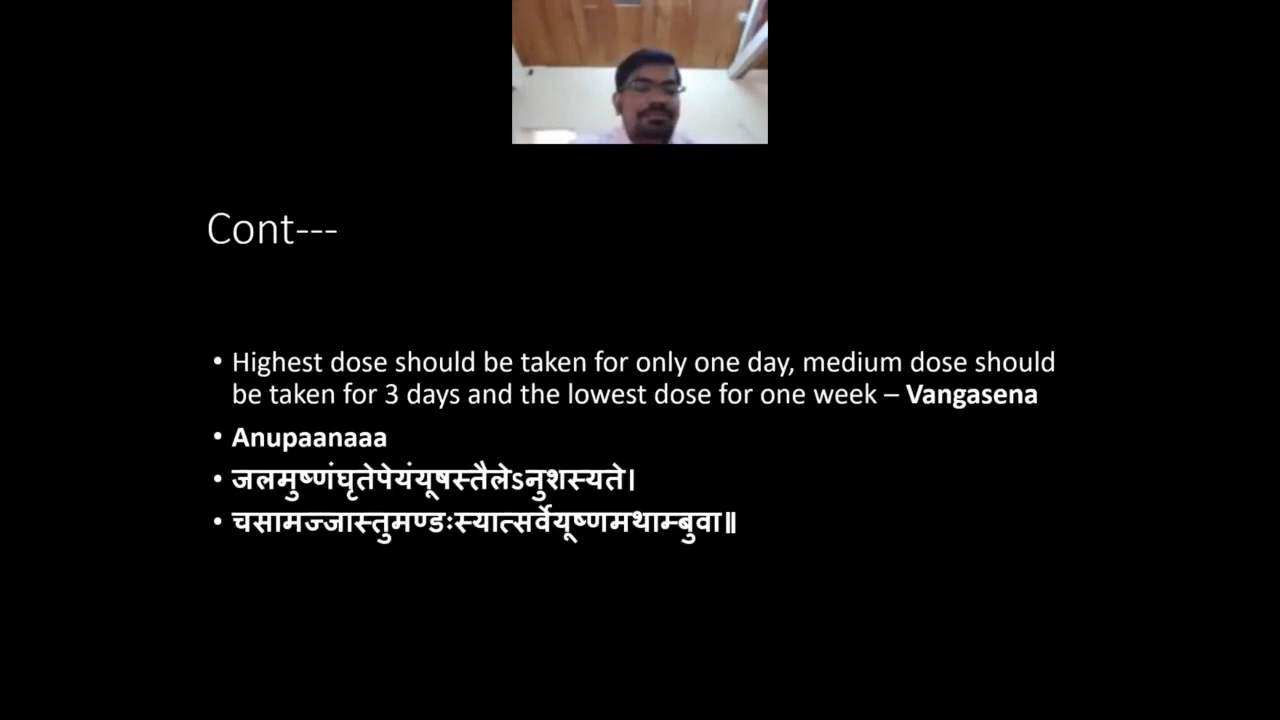 Cont---
• Highest dose should be taken for only one day, medium dose should
be taken for 3 days and the lowest dose for one week – Vangasena
• Anupaanaaa
• जलमुष्णंघृतेपेयंयूषस्तैलेऽनुशस्यते।
• चसामज्जास्तुमण्डःस्यात्सर्वेयूष्णमथाम्बुवा॥